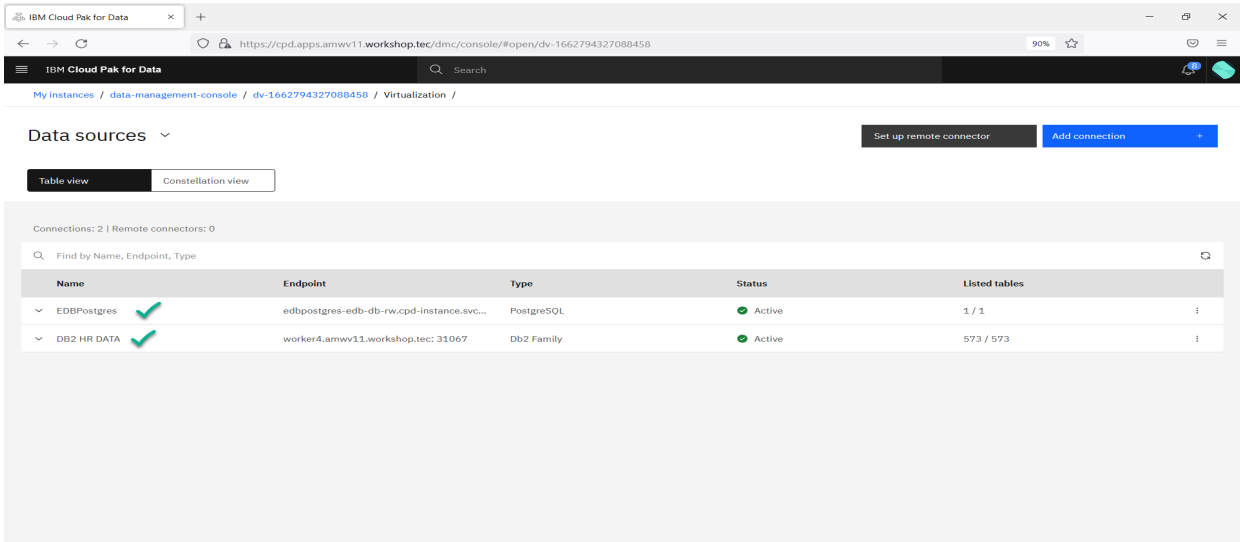 IBM Cloud Pak for Data × +
https://cpd.apps.amwv11.workshop.tec/dmc/console/#open/dv-1662794327088458 90%
IBM Cloud Pak for Data Search 8
My instances / data-management-console / dv-1662794327088458 / Virtualization /
Data sources Set up remote connector Add connection +
Table view Constellation view
Connections: 2 | Remote connectors: 0
Find by Name, Endpoint, Type
Name Endpoint Type Status Listed tables
EDBPostgres edbpostgres-edb-db-rw.cpd-instance.svc... PostgreSQL Active 1 / 1
DB2 HR DATA worker4.amwv11.workshop.tec: 31067 Db2 Family Active 573 / 573